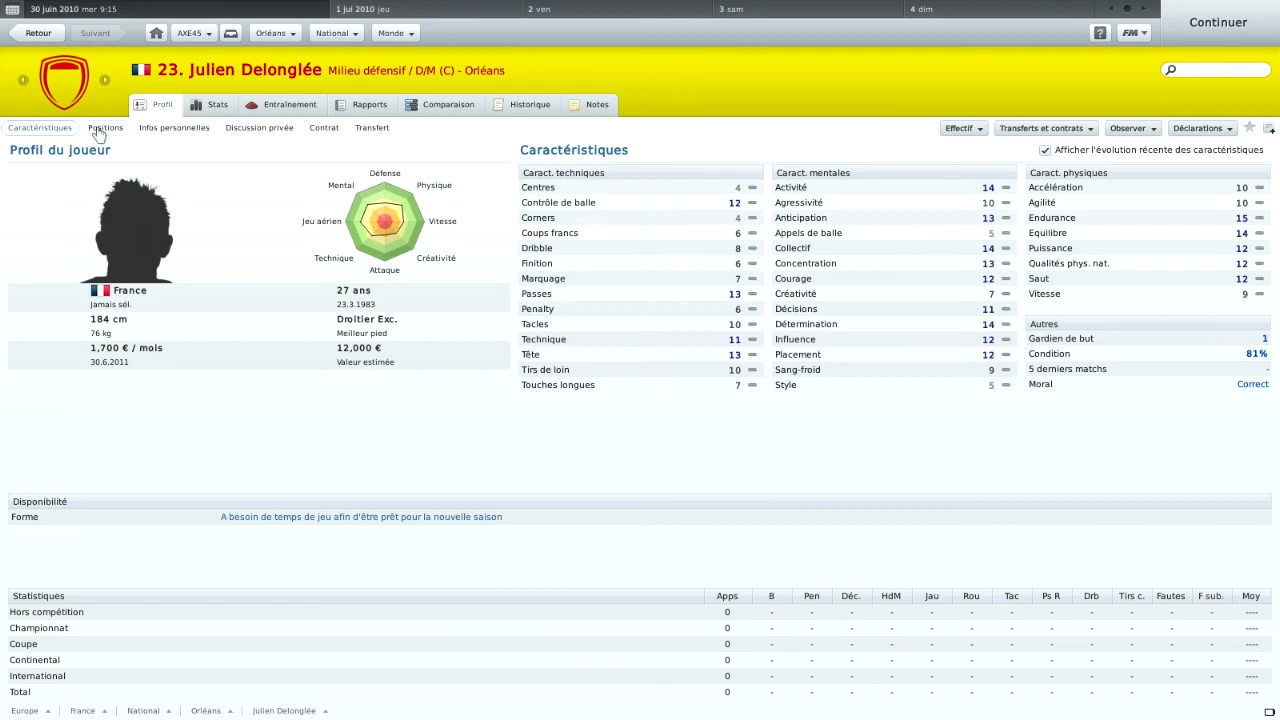 30 juin 2010 mer 9:15
1 jui 2010 jeu
2 ven
3 sam
4 dim
Continuer
Retour
Suivant
AXE45
Orléans
National
Monde
?
FM
23. Julien Delonglée Milieu défensif / D/M (C) - Orléans
Profil
Stats
Entraînement
Rapports
Comparaison
Historique
Notes
Caractéristiques
Positions
Infos personnelles
Discussion privée
Contrat
Transfert
Effectif
Transferts et contrats
Observer
Déclarations
Profil du joueur
Défense
Mental
Physique
Jeu aérien
Vitesse
Technique
Créativité
Attaque
France
Jamais sél.
27 ans
23.3.1983
184 cm
76 kg
Droitier Exc.
Meilleur pied
1,700 € / mois
30.6.2011
12,000 €
Valeur estimée
Caractéristiques
Afficher l'évolution récente des caractéristiques
Caract. techniques
Centres 4
Contrôle de balle 12
Corners 4
Coups francs 6
Dribble 8
Finition 6
Marquage 7
Passes 13
Penalty 6
Tacles 10
Technique 11
Tête 13
Tirs de loin 10
Touches longues 7
Caract. mentales
Activité 14
Agressivité 10
Anticipation 13
Appels de balle 5
Collectif 14
Concentration 13
Courage 12
Créativité 7
Décisions 11
Détermination 14
Influence 12
Placement 12
Sang-froid 9
Style 5
Caract. physiques
Accélération 10
Agilité 10
Endurance 15
Equilibre 14
Puissance 12
Qualités phys. nat. 12
Saut 12
Vitesse 9
Autres
Gardien de but 1
Condition 81%
5 derniers matchs -
Moral Correct
Disponibilité
Forme A besoin de temps de jeu afin d'être prêt pour la nouvelle saison
Statistiques Apps B Pen Déc. HdM Jau Rou Tac Ps R Drb Tirs c. Fautes F sub. Moy
Hors compétition 0 - - - - - - - - - - - - ----
Championnat 0 - - - - - - - - - - - - ----
Coupe 0 - - - - - - - - - - - - ----
Continental 0 - - - - - - - - - - - - ----
International 0 - - - - - - - - - - - - ----
Total 0 - - - - - - - - - - - - ----
Europe
France
National
Orléans
Julien Delonglée